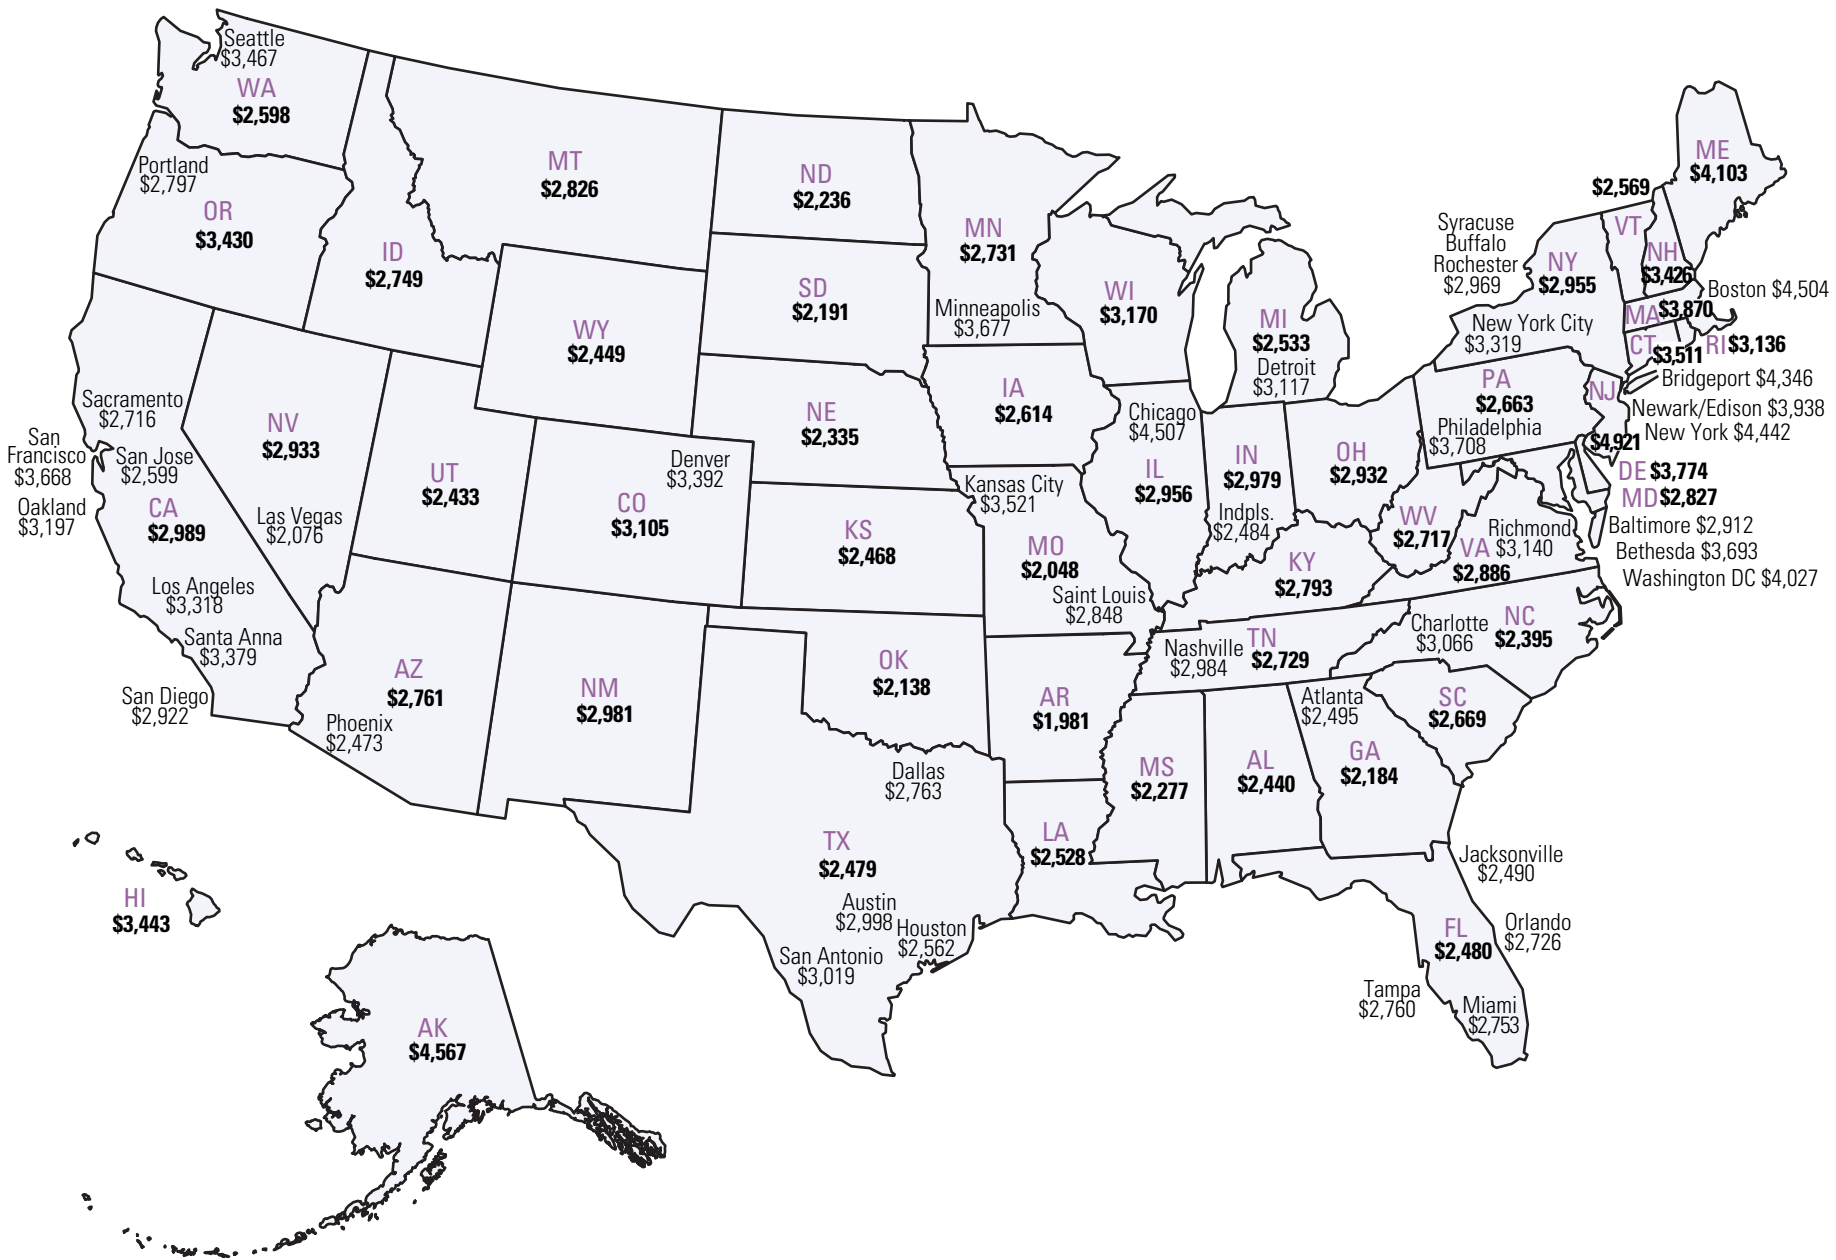 Seattle
$3,467
WA
$2,598
Portland
$2,797
OR
$3,430
ID
$2,749
MT
$2,826
ND
$2,236
MN
$2,731
Minneapolis
$3,677
SD
$2,191
WY
$2,449
WI
$3,170
MI
$2,533
Detroit
$3,117
ME
$4,103
$2,569
VT
NH
$3,426
Syracuse
Buffalo
Rochester
$2,969
NY
$2,955
New York City
$3,319
Boston $4,504
MA $3,870
CT $3,511
RI $3,136
Bridgeport $4,346
PA
$2,663
Philadelphia
$3,708
NJ
$4,921
Newark/Edison $3,938
New York $4,442
DE $3,774
MD $2,827
Baltimore $2,912
Bethesda $3,693
Washington DC $4,027
Sacramento
$2,716
San
Francisco
$3,668
San Jose
$2,599
Oakland
$3,197
CA
$2,989
Los Angeles
$3,318
Santa Anna
$3,379
San Diego
$2,922
NV
$2,933
Las Vegas
$2,076
UT
$2,433
Denver
$3,392
CO
$3,105
NE
$2,335
KS
$2,468
IA
$2,614
Kansas City
$3,521
MO
$2,048
Saint Louis
$2,848
Chicago
$4,507
IL
$2,956
IN
$2,979
Indpls.
$2,484
OH
$2,932
WV
$2,717
Richmond
$3,140
VA
$2,886
KY
$2,793
Nashville
$2,984
TN
$2,729
Charlotte
$3,066
NC
$2,395
AZ
$2,761
Phoenix
$2,473
NM
$2,981
OK
$2,138
AR
$1,981
MS
$2,277
AL
$2,440
Atlanta
$2,495
GA
$2,184
SC
$2,669
Dallas
$2,763
TX
$2,479
Austin
$2,998
Houston
$2,562
San Antonio
$3,019
LA
$2,528
Jacksonville
$2,490
FL
$2,480
Orlando
$2,726
Tampa
$2,760
Miami
$2,753
HI
$3,443
AK
$4,567